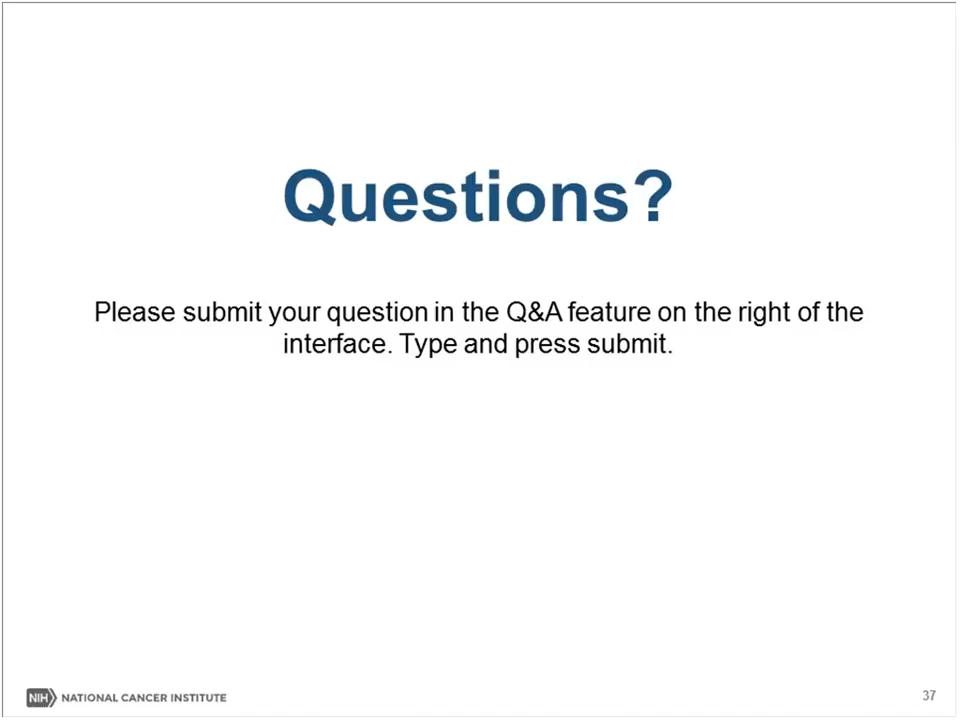 Questions?
Please submit your question in the Q&A feature on the right of the
interface. Type and press submit.
NIH NATIONAL CANCER INSTITUTE
37